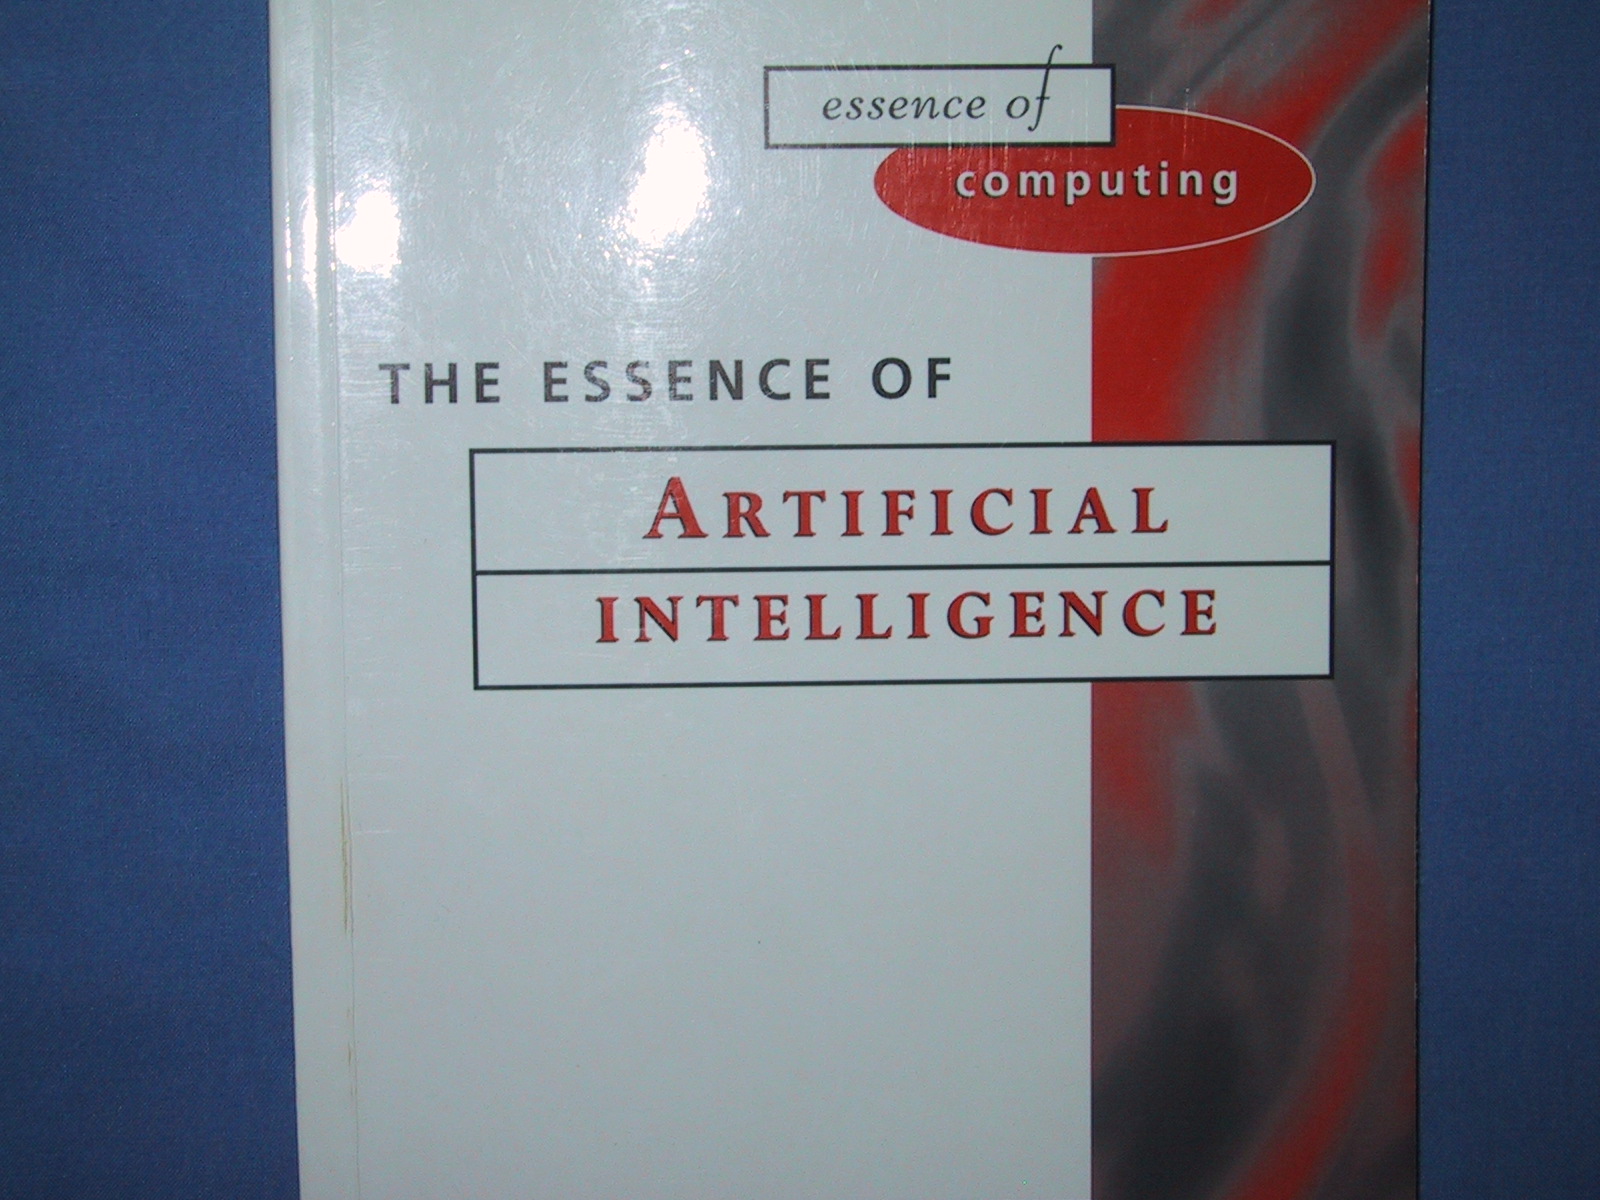 essence of
computing
THE ESSENCE OF
ARTIFICIAL
INTELLIGENCE